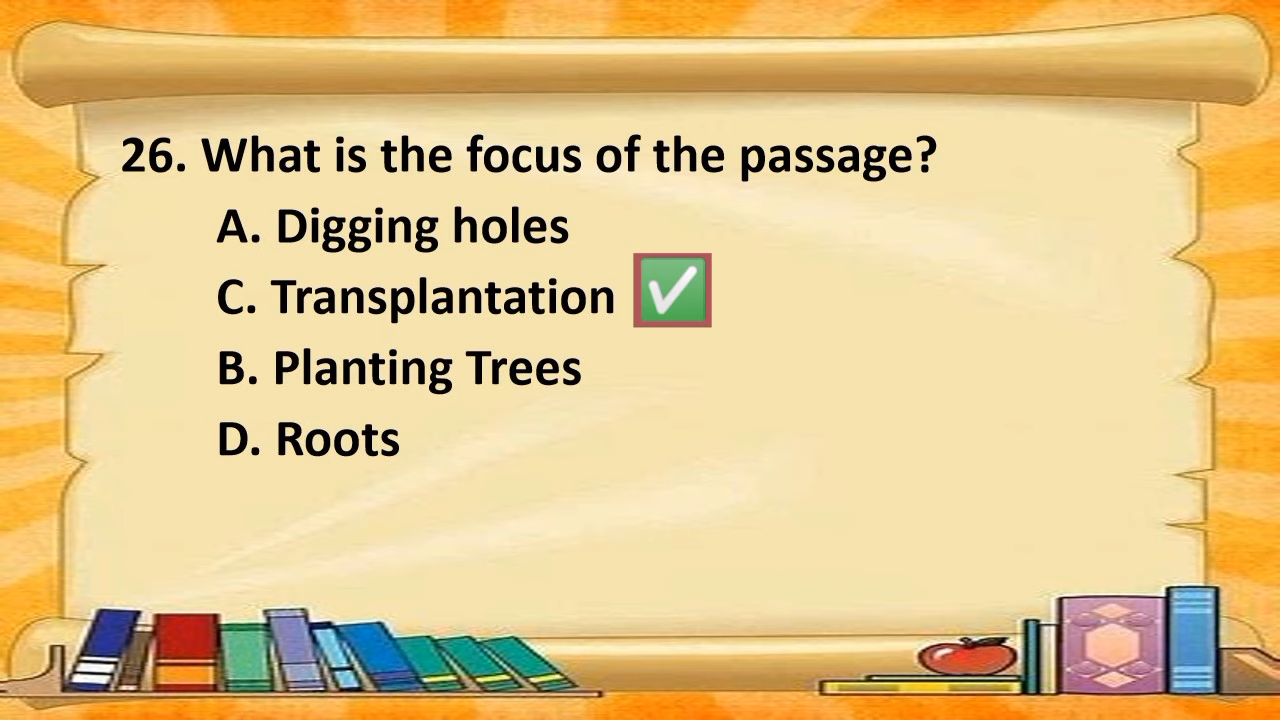 26. What is the focus of the passage?
A. Digging holes
C. Transplantation ✅
B. Planting Trees
D. Roots